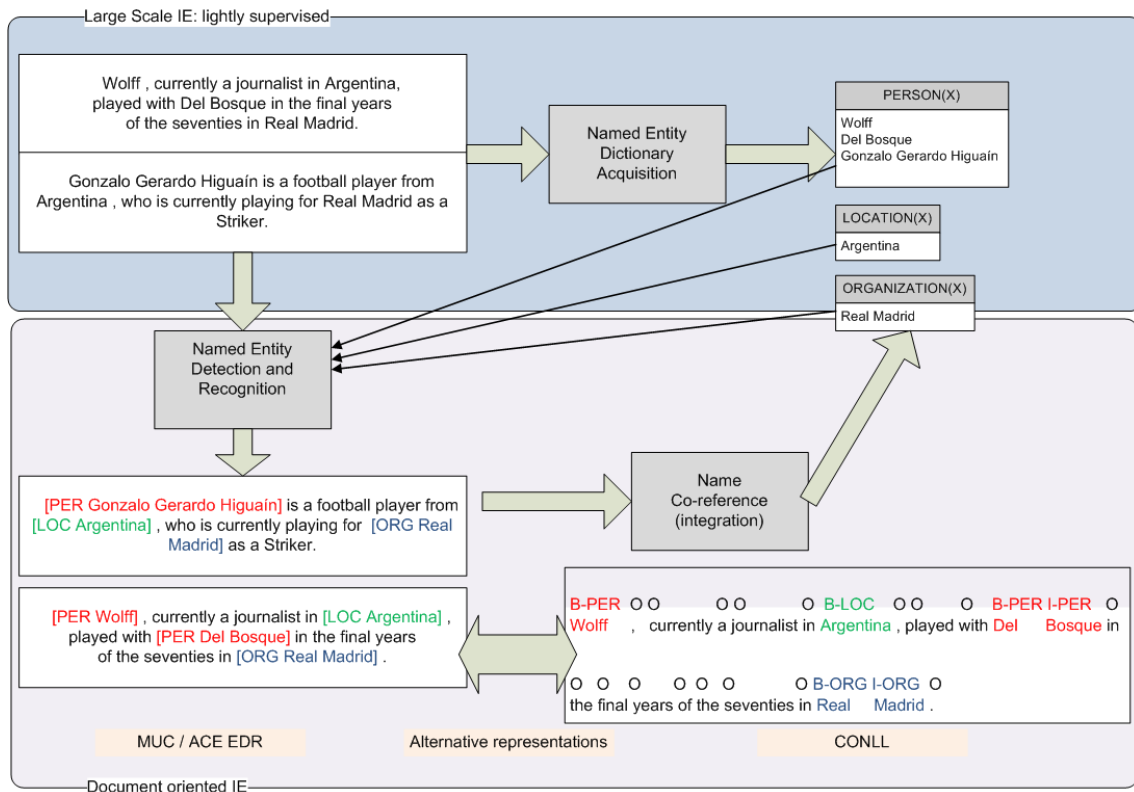 Large Scale IE: lightly supervised
Wolff , currently a journalist in Argentina,
played with Del Bosque in the final years
of the seventies in Real Madrid.
Gonzalo Gerardo Higuaín is a football player from
Argentina , who is currently playing for Real Madrid as a
Striker.
Named Entity
Dictionary
Acquisition
PERSON(X)
Wolff
Del Bosque
Gonzalo Gerardo Higuaín
LOCATION(X)
Argentina
ORGANIZATION(X)
Real Madrid
Named Entity
Detection and
Recognition
[PER Gonzalo Gerardo Higuaín] is a football player from
[LOC Argentina] , who is currently playing for [ORG Real
Madrid] as a Striker.
Name
Co-reference
(integration)
[PER Wolff] , currently a journalist in [LOC Argentina] ,
played with [PER Del Bosque] in the final years
of the seventies in [ORG Real Madrid] .
B-PER O O O O O B-LOC O O O B-PER I-PER O
Wolff , currently a journalist in Argentina , played with Del Bosque in
O O O O O O O B-ORG I-ORG O
the final years of the seventies in Real Madrid .
MUC / ACE EDR
Alternative representations
CONLL
Document oriented IE